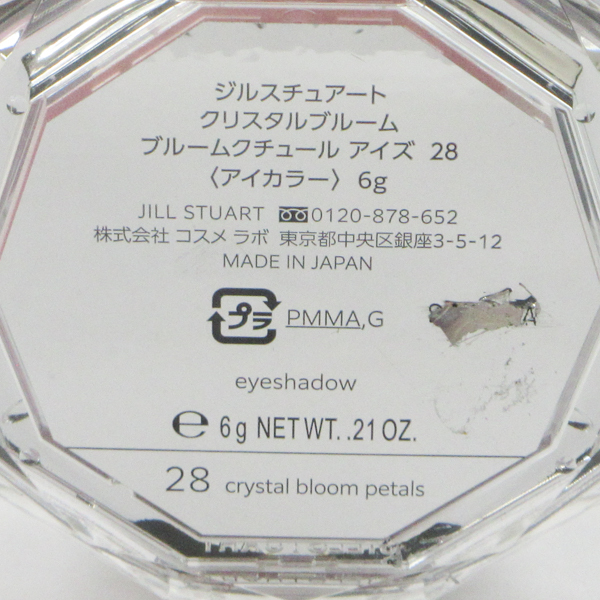 ジルスチュアート
クリスタルブルーム
ブルームクチュール アイズ 28
〈アイカラー〉 6g
JILL STUART 0120-878-652
株式会社 コスメ ラボ 東京都中央区銀座3-5-12
MADE IN JAPAN
プラ PMMA,G
eyeshadow
e 6g NET WT. .21 OZ.
28 crystal bloom petals